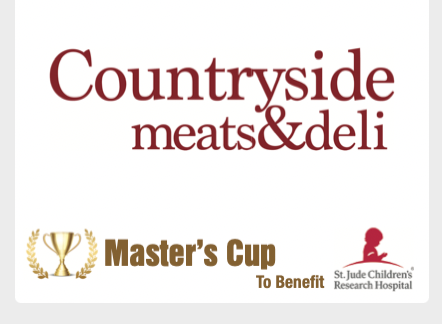 Countryside
meats&deli
Master's Cup
To Benefit
St. Jude Children's
Research Hospital